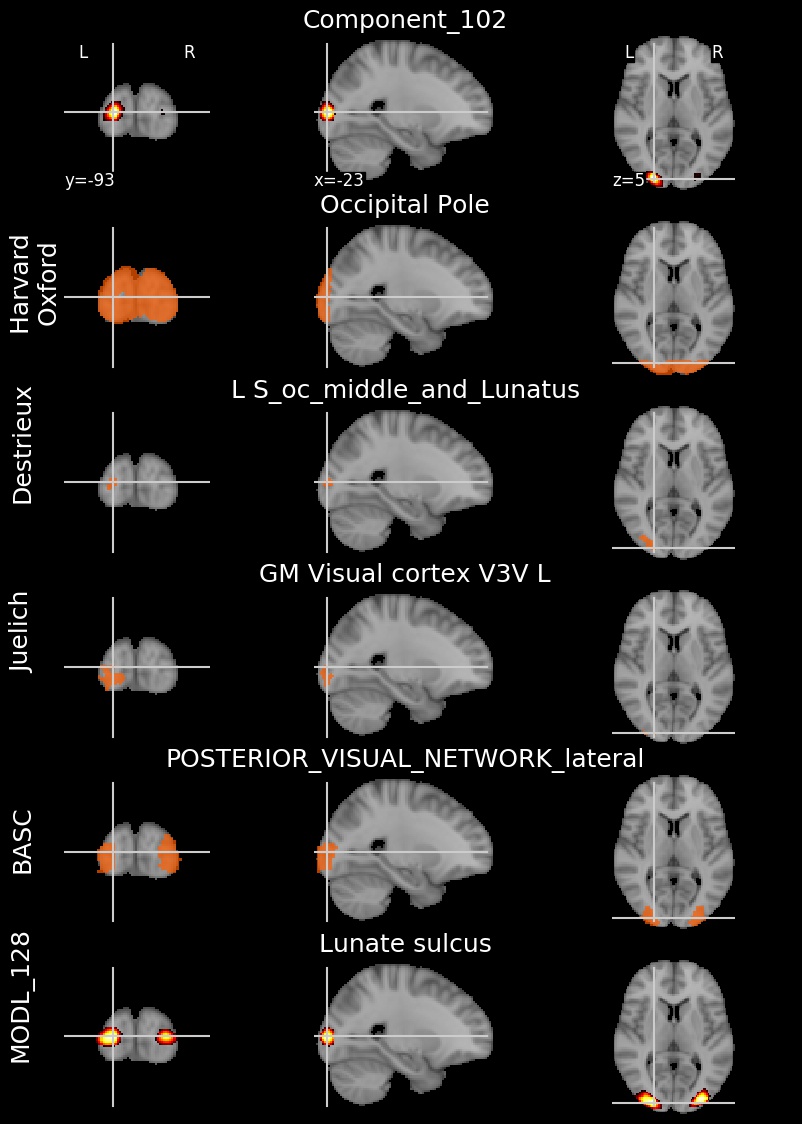 Component_102
L R L R
y=-93 x=-23 z=5
Occipital Pole
Harvard
Oxford
L S_oc_middle_and_Lunatus
Destrieux
GM Visual cortex V3V L
Juelich
POSTERIOR_VISUAL_NETWORK_lateral
BASC
Lunate sulcus
MODL_128